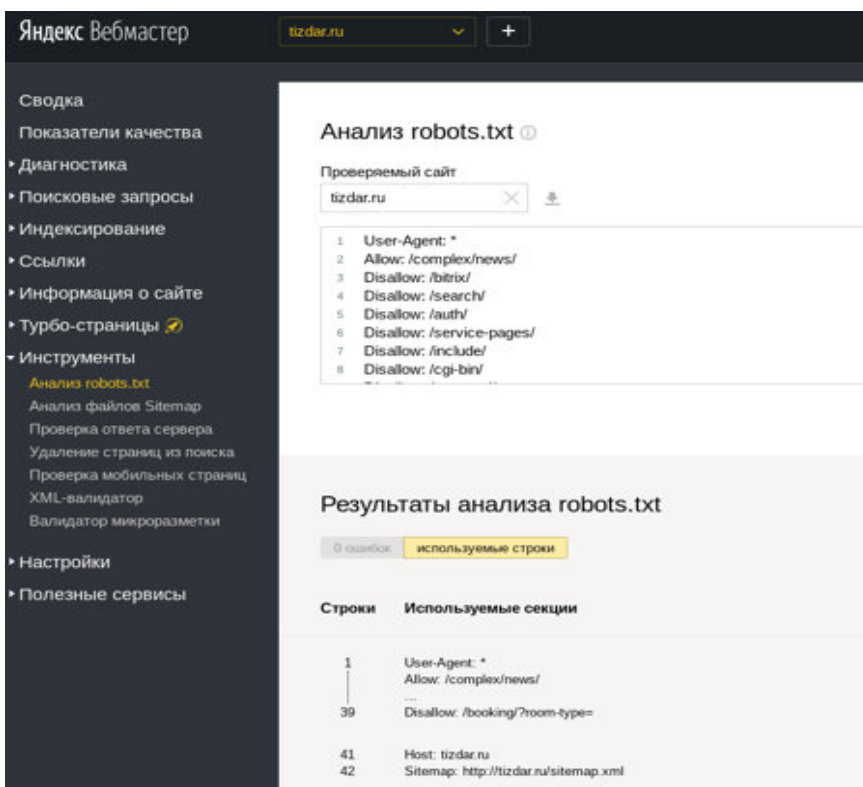 Яндекс Вебмастер
tizdar.ru
+
Сводка
Показатели качества
Диагностика
Поисковые запросы
Индексирование
Ссылки
Информация о сайте
Турбо-страницы
Инструменты
Анализ robots.txt
Анализ файлов Sitemap
Проверка ответа сервера
Удаление страниц из поиска
Проверка мобильных страниц
XML-валидатор
Валидатор микроразметки
Настройки
Полезные сервисы
Анализ robots.txt
Проверяемый сайт
tizdar.ru
1 User-Agent: *
2 Allow: /complex/news/
3 Disallow: /bitrix/
4 Disallow: /search/
5 Disallow: /auth/
6 Disallow: /service-pages/
7 Disallow: /include/
8 Disallow: /cgi-bin/
Результаты анализа robots.txt
0 ошибок используемые строки
Строки Используемые секции
1 User-Agent: *
Allow: /complex/news/
....
39 Disallow: /booking/?room-type=
41 Host: tizdar.ru
42 Sitemap: http://tizdar.ru/sitemap.xml